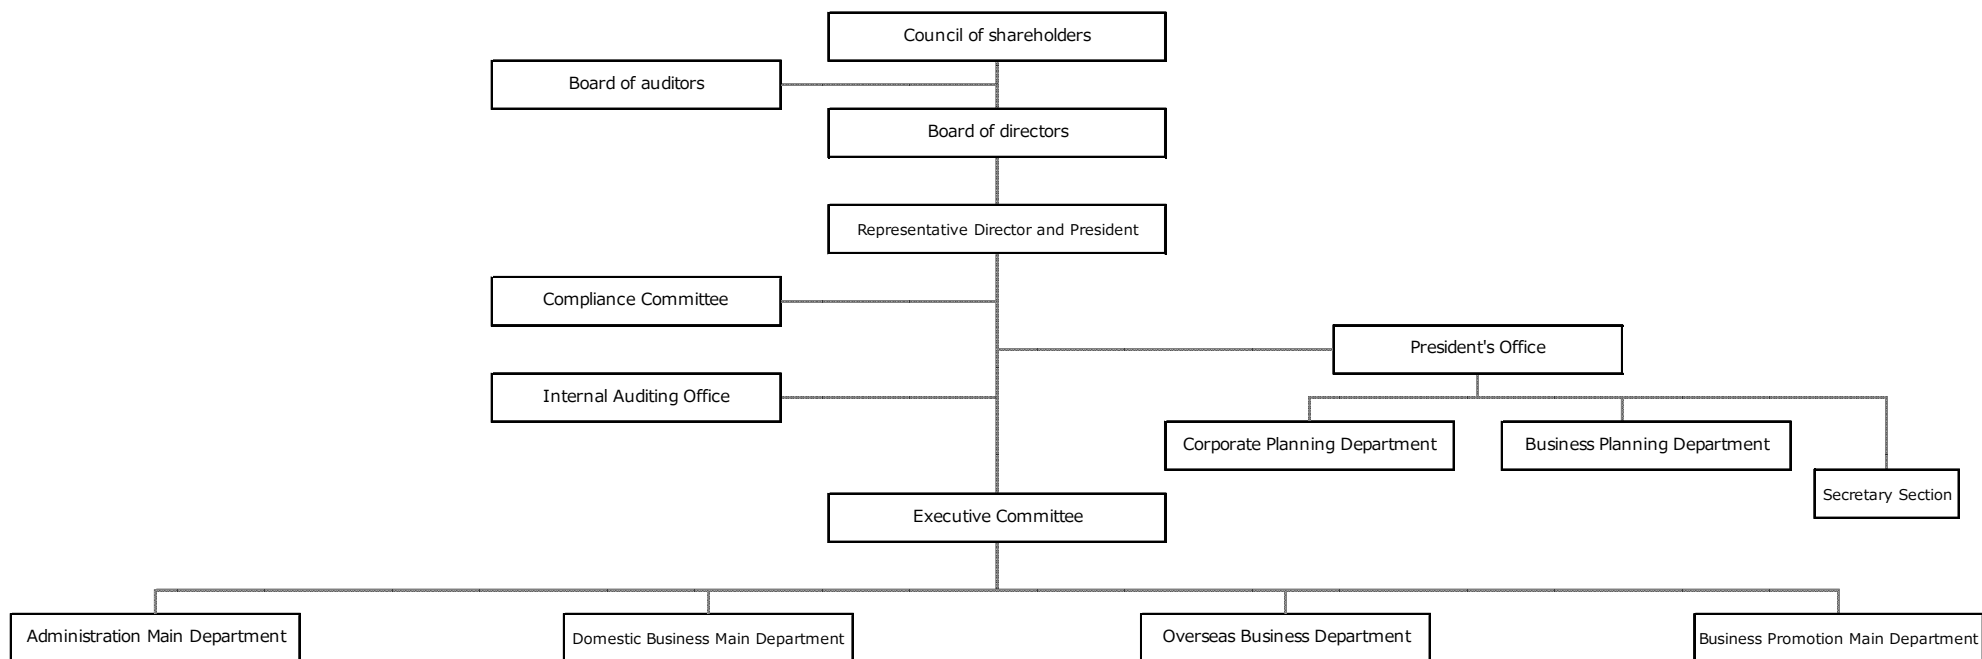 Council of shareholders
Board of auditors
Board of directors
Representative Director and President
Compliance Committee
President's Office
Internal Auditing Office
Corporate Planning Department
Business Planning Department
Secretary Section
Executive Committee
Administration Main Department
Domestic Business Main Department
Overseas Business Department
Business Promotion Main Department